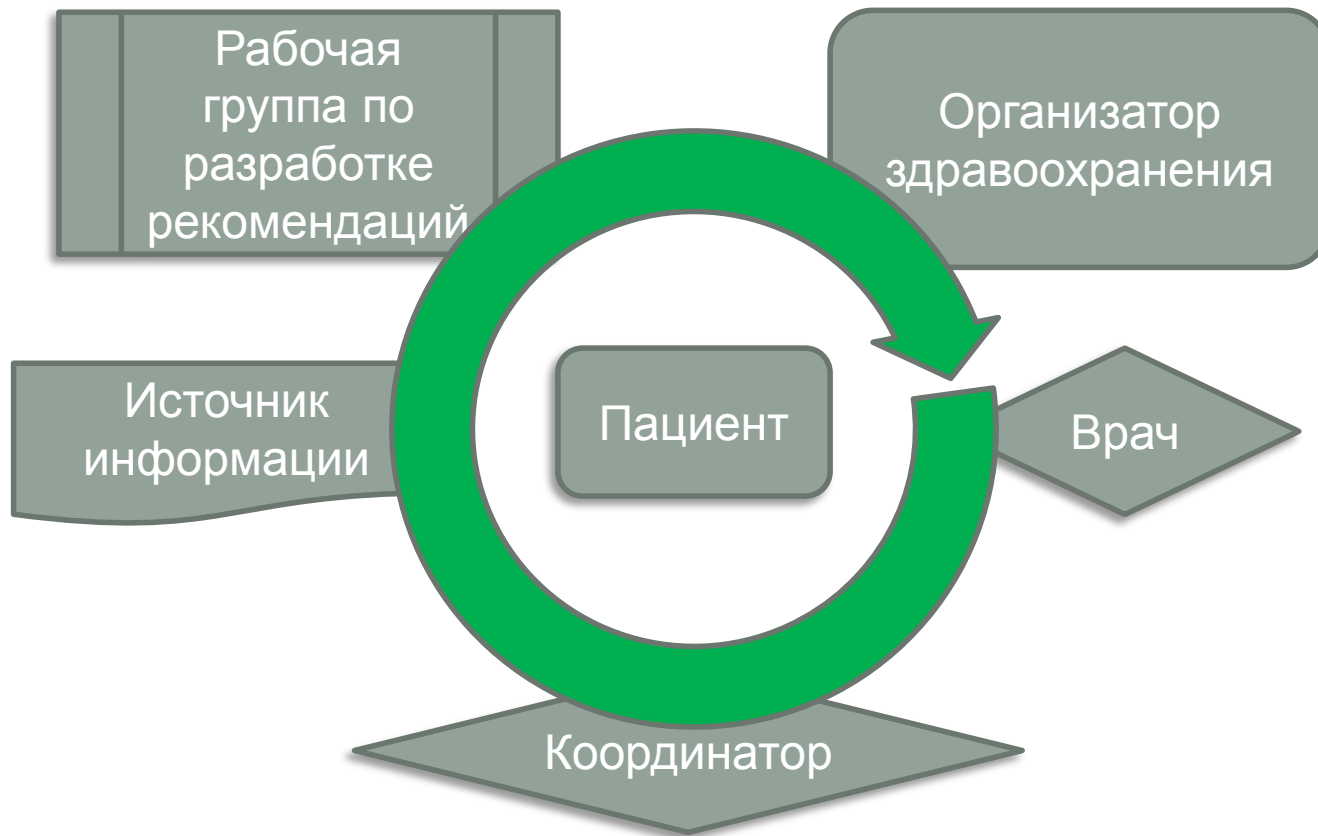 Рабочая
группа по
разработке
рекомендаций
Организатор
здравоохранения
Источник
информации
Пациент
Врач
Координатор